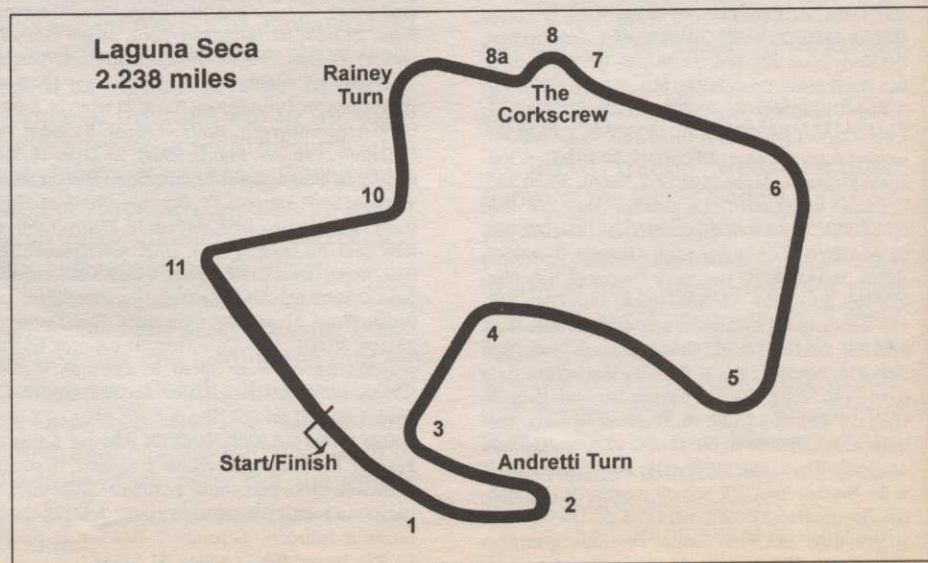 Laguna Seca
2.238 miles
Rainey
Turn
8a
8
7
The
Corkscrew
6
10
11
4
5
3
Start/Finish
Andretti Turn
1
2